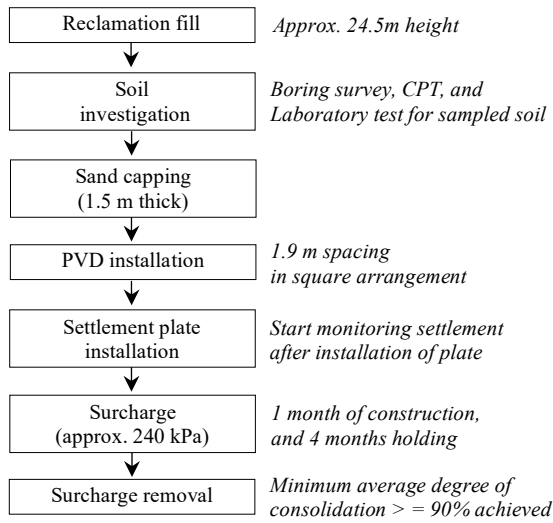 Reclamation fill
Approx. 24.5m height
Soil
investigation
Boring survey, CPT, and
Laboratory test for sampled soil
Sand capping
(1.5 m thick)
PVD installation
1.9 m spacing
in square arrangement
Settlement plate
installation
Start monitoring settlement
after installation of plate
Surcharge
(approx. 240 kPa)
1 month of construction,
and 4 months holding
Surcharge removal
Minimum average degree of
consolidation > = 90% achieved